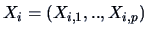 X_i = (X_{i,1}, .., X_{i,p})